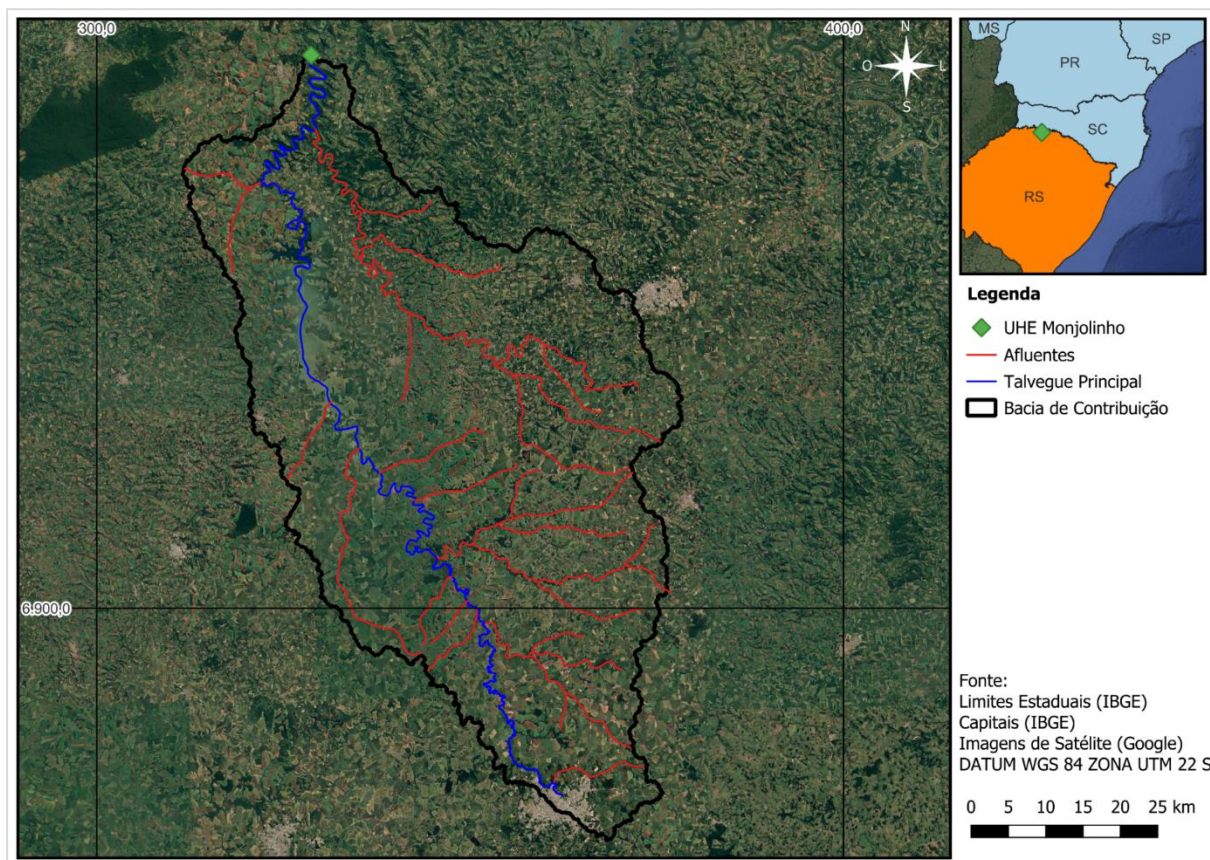 300,0
400,0
N
O
L
S
6.900,0
MS
SP
PR
SC
RS
Legenda
UHE Monjolinho
Afluentes
Talvegue Principal
Bacia de Contribuição
Fonte:
Limites Estaduais (IBGE)
Capitais (IBGE)
Imagens de Satélite (Google)
DATUM WGS 84 ZONA UTM 22 S
0 5 10 15 20 25 km